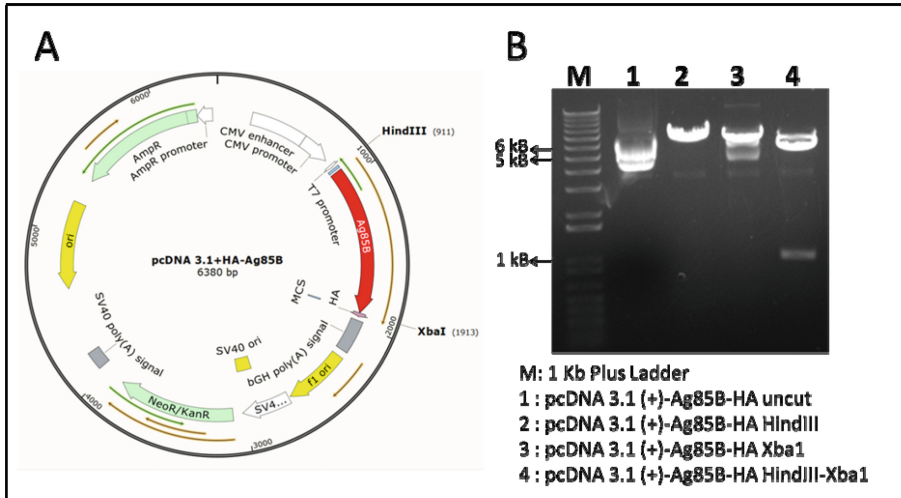 A
B
6000
AmpR promoter
AmpR
CMV enhancer
CMV promoter
HindIII (911)
1000
T7 promoter
Ag85B
ori
5000
pcDNA 3.1+HA-Ag85B
6380 bp
MCS
HA
XbaI (1913)
2000
SV40 poly(A) signal
SV40 ori
bGH poly(A) signal
f1 ori
SV4...
NeoR/KanR
4000
3000
M 1 2 3 4
6 kB
5 kB
1 kB
M: 1 Kb Plus Ladder
1 : pcDNA 3.1 (+)-Ag85B-HA uncut
2 : pcDNA 3.1 (+)-Ag85B-HA HindIII
3 : pcDNA 3.1 (+)-Ag85B-HA Xba1
4 : pcDNA 3.1 (+)-Ag85B-HA HindIII-Xba1